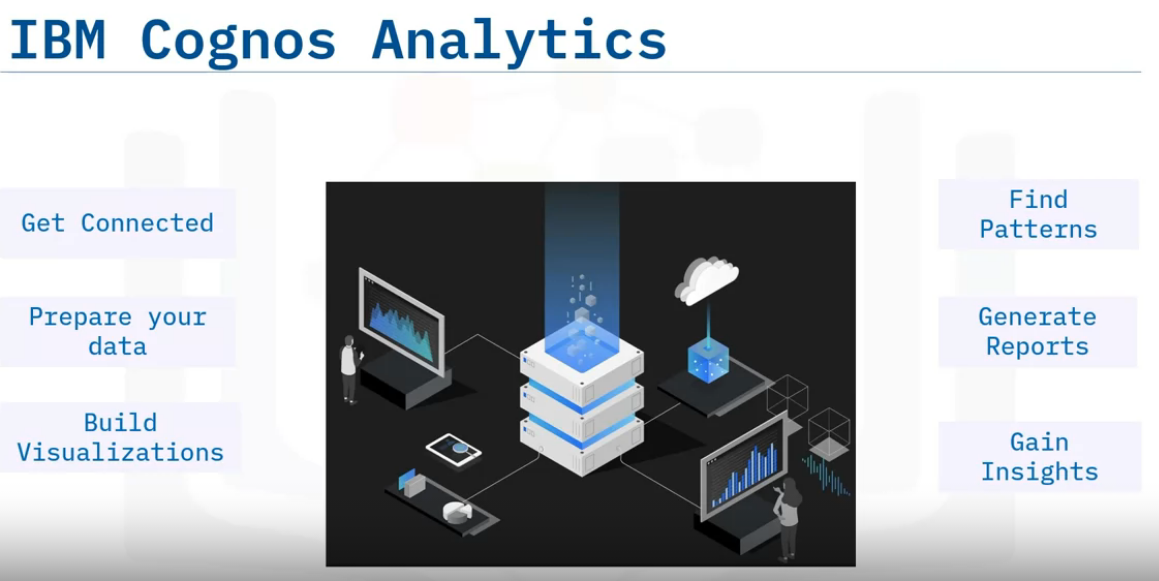 IBM Cognos Analytics
Get Connected
Prepare your
data
Build
Visualizations
Find
Patterns
Generate
Reports
Gain
Insights